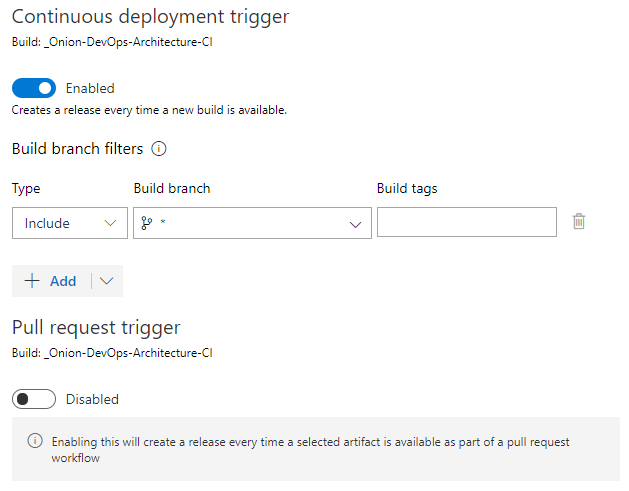 Continuous deployment trigger
Build: _Onion-DevOps-Architecture-CI
Enabled
Creates a release every time a new build is available.
Build branch filters
Type Build branch Build tags
Include *
Add
Pull request trigger
Build: _Onion-DevOps-Architecture-CI
Disabled
Enabling this will create a release every time a selected artifact is available as part of a pull request
workflow